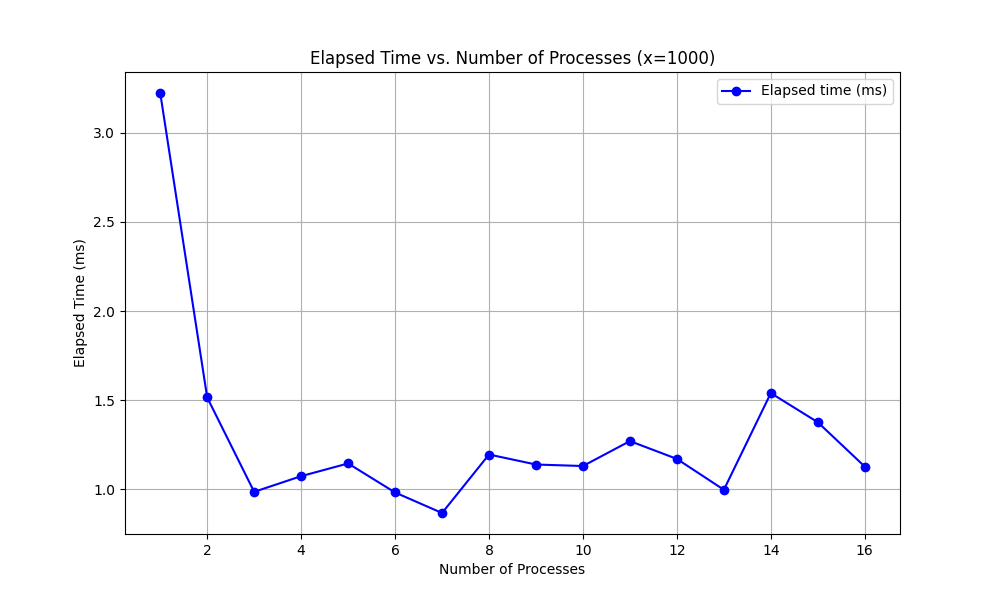 Elapsed Time vs. Number of Processes (x=1000)
Elapsed time (ms)
Elapsed Time (ms)
3.0
2.5
2.0
1.5
1.0
2 4 6 8 10 12 14 16
Number of Processes